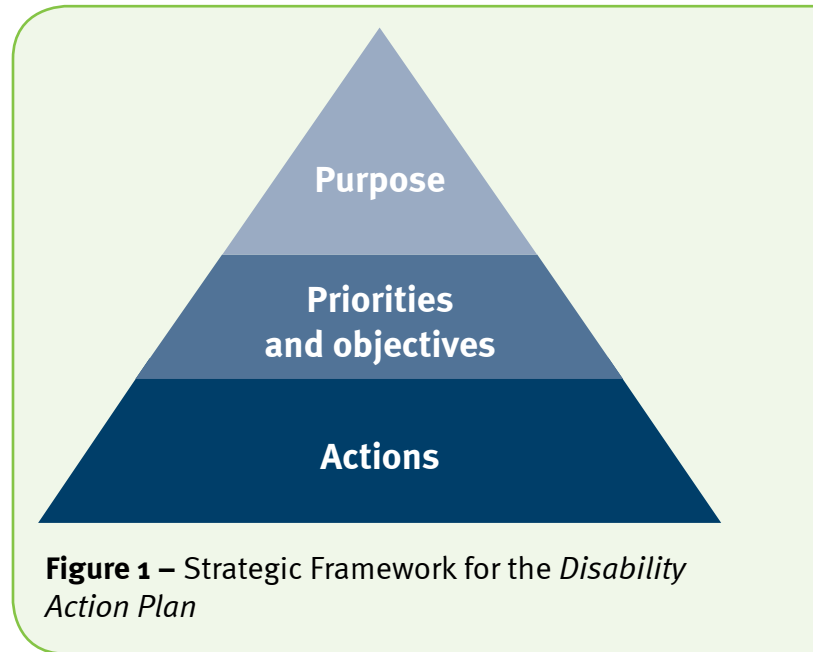 Purpose
Priorities
and objectives
Actions
Figure 1 – Strategic Framework for the Disability
Action Plan